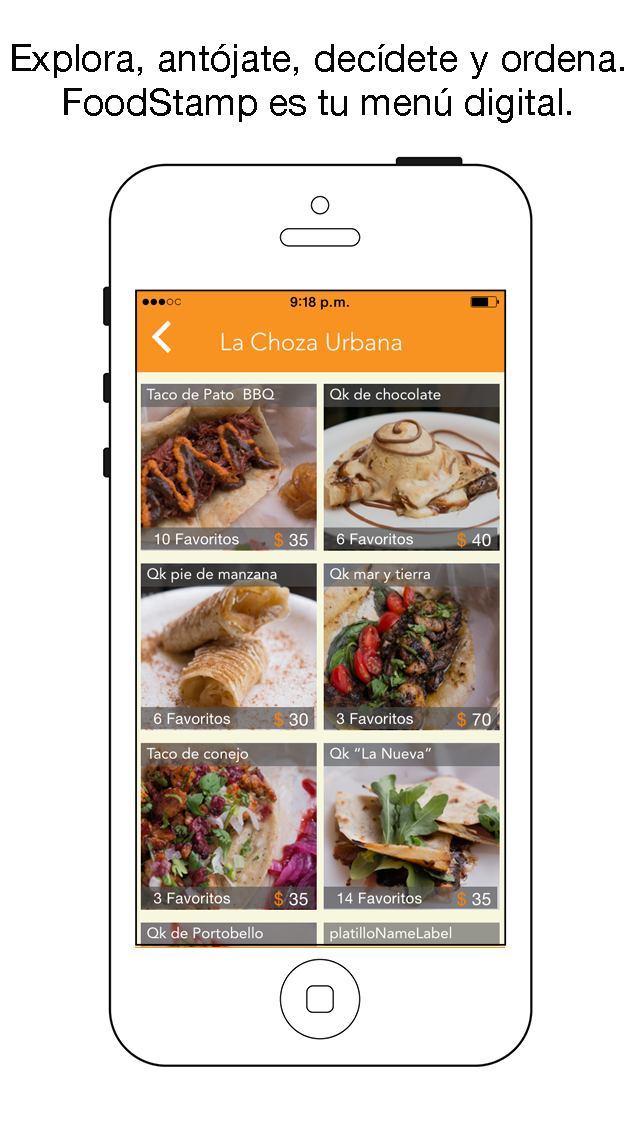 Explora, antójate, decídete y ordena.
FoodStamp es tu menú digital.
9:18 p.m.
La Choza Urbana
Taco de Pato BBQ
Qk de chocolate
10 Favoritos $ 35
6 Favoritos $ 40
Qk pie de manzana
Qk mar y tierra
6 Favoritos $ 30
3 Favoritos $ 70
Taco de conejo
Qk “La Nueva”
3 Favoritos $ 35
14 Favoritos $ 35
Qk de Portobello
platilloNameLabel